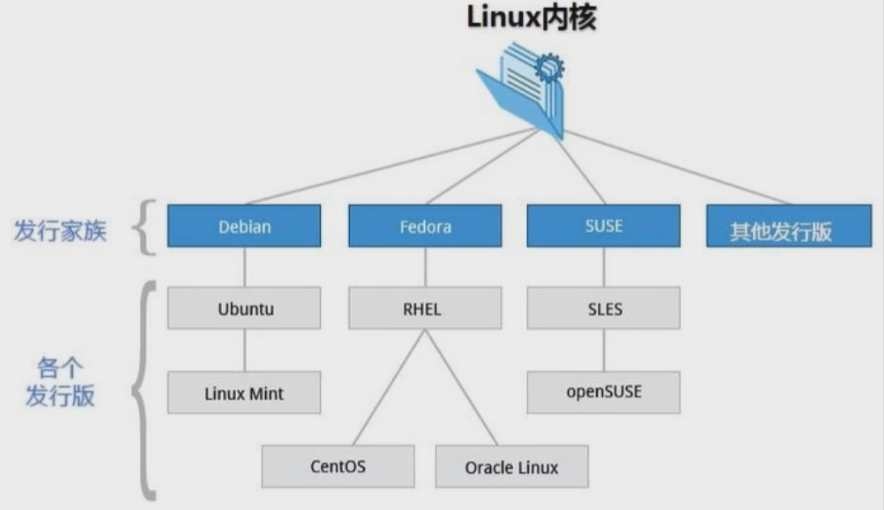 Linux内核
发行家族
Debian
Fedora
SUSE
其他发行版
各个
发行版
Ubuntu
RHEL
SLES
Linux Mint
openSUSE
CentOS
Oracle Linux